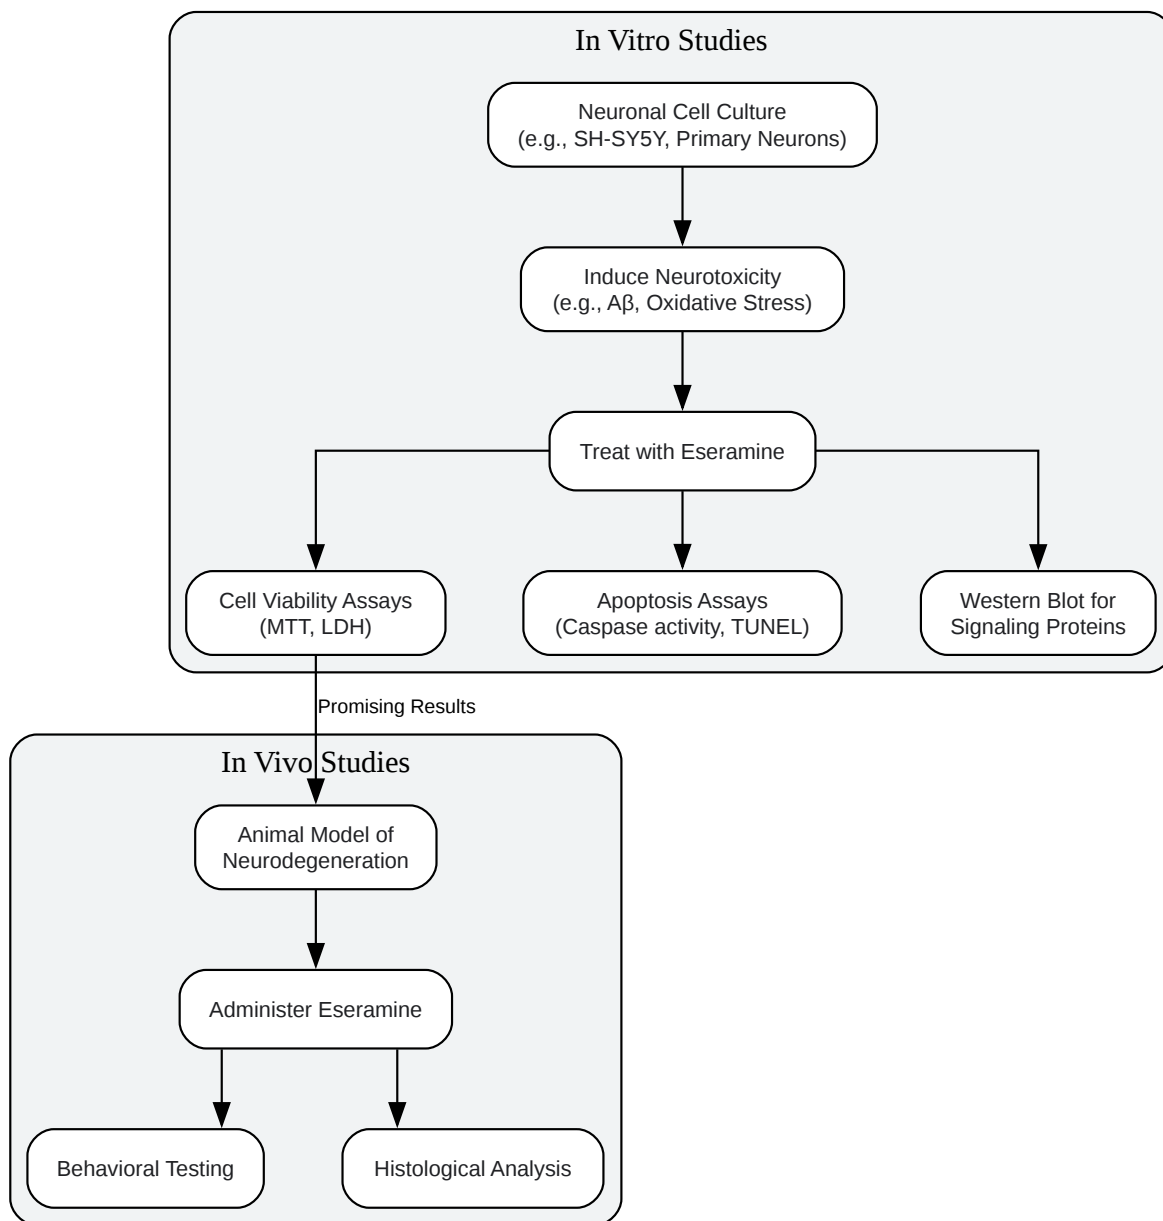 In Vitro Studies
Neuronal Cell Culture
(e.g., SH-SY5Y, Primary Neurons)
Induce Neurotoxicity
(e.g., Aβ, Oxidative Stress)
Treat with Eseramine
Cell Viability Assays
(MTT, LDH)
Apoptosis Assays
(Caspase activity, TUNEL)
Western Blot for
Signaling Proteins
Promising Results
In Vivo Studies
Animal Model of
Neurodegeneration
Administer Eseramine
Behavioral Testing
Histological Analysis